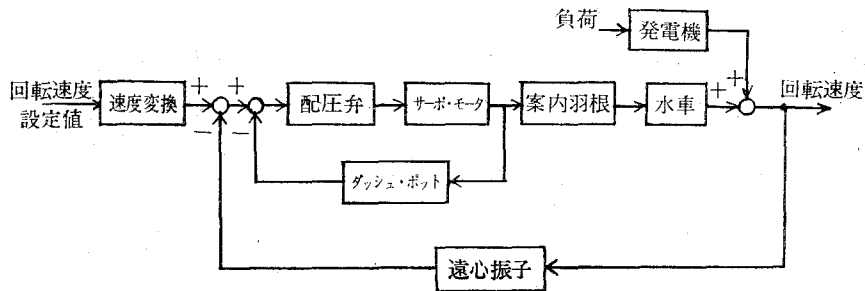 負荷
発電機
回転速度
設定値
速度変換
+
+
配圧弁
サーボ・モータ
案内羽根
水車
+
+
回転速度
−
−
ダッシュ・ポット
遠心振子